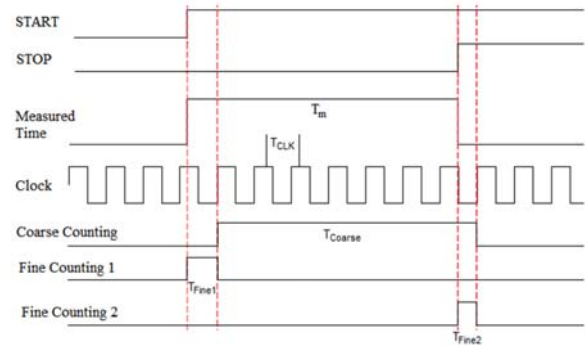 START
STOP
Measured
Time
Tm
TCLK
Clock
Coarse Counting
TCoarse
Fine Counting 1
TFine1
Fine Counting 2
TFine2